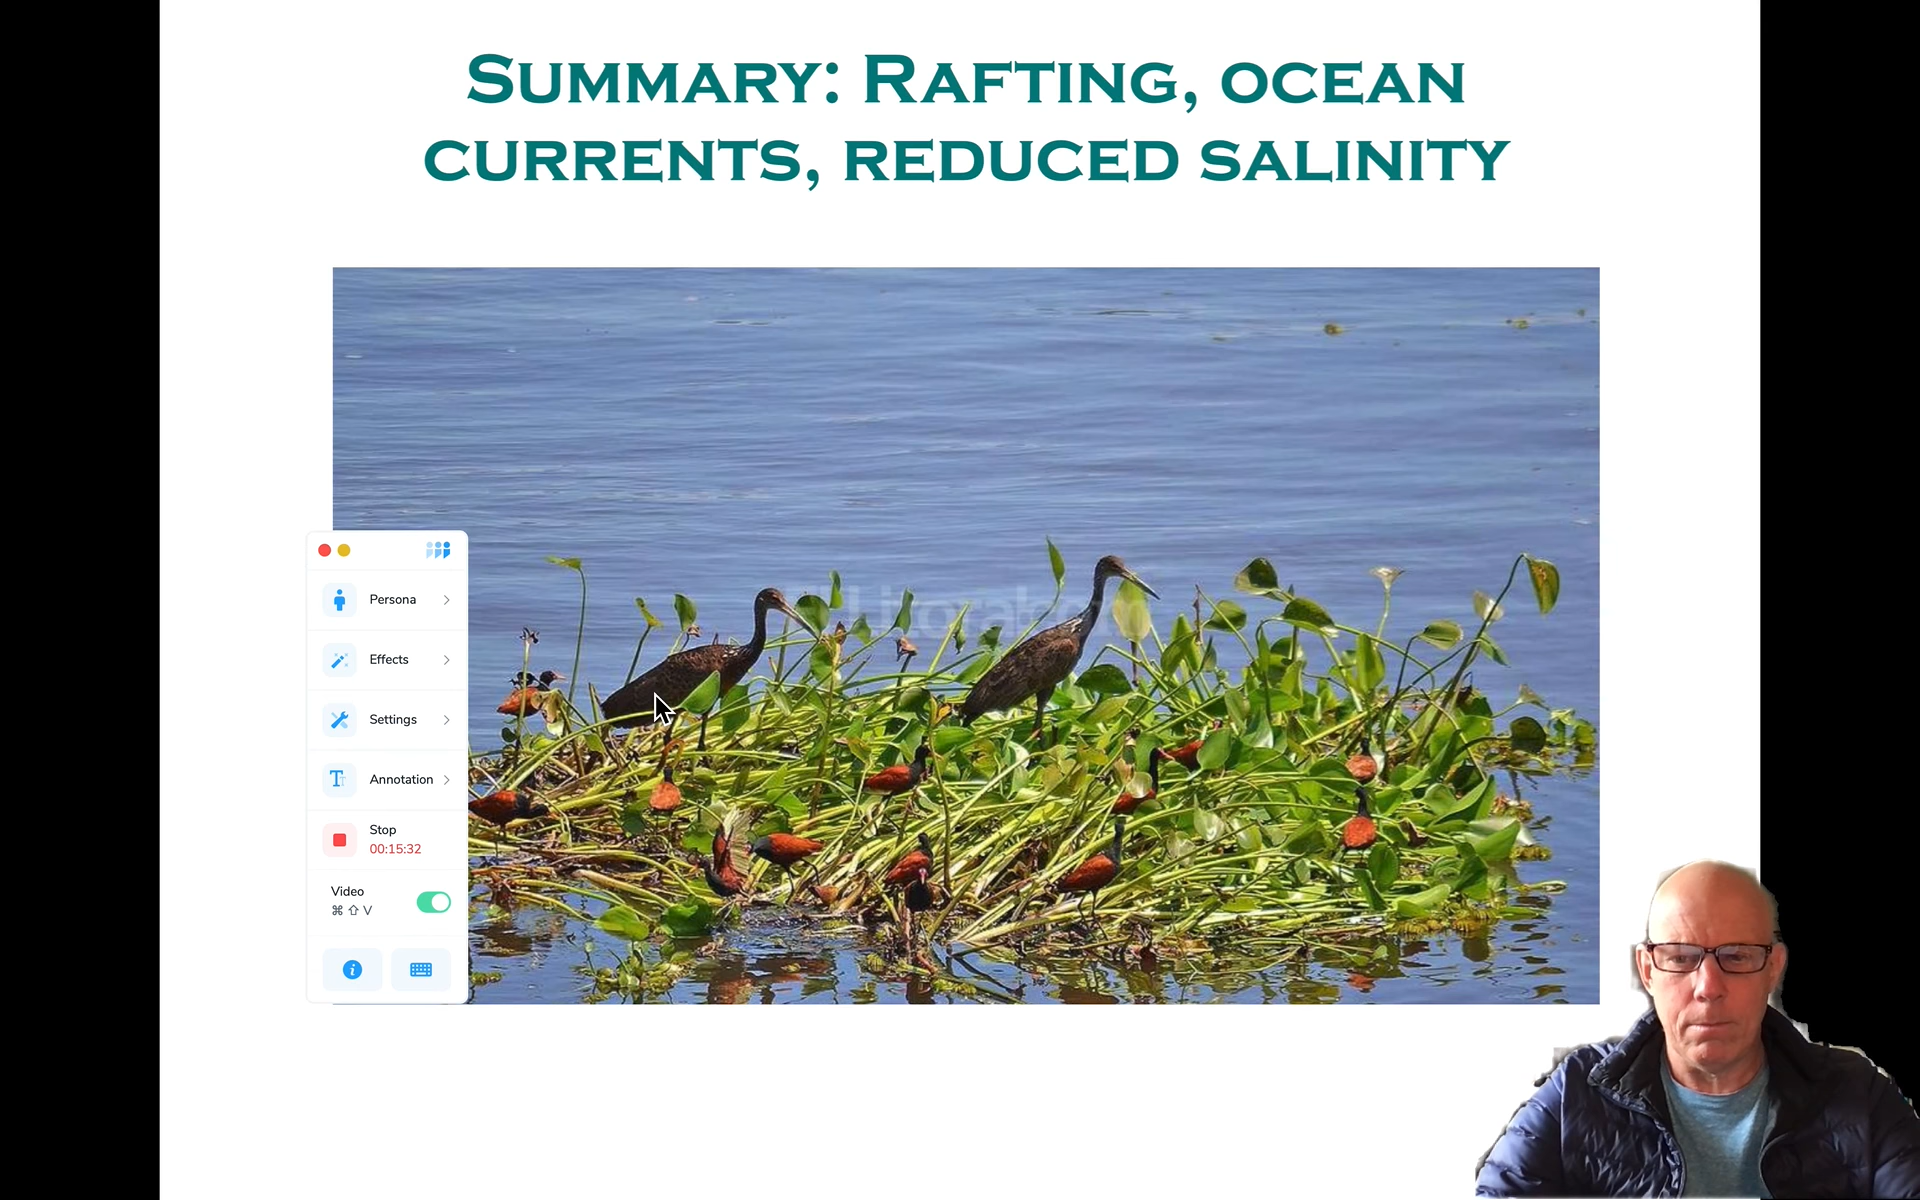 Summary: Rafting, ocean
currents, reduced salinity
Persona
Effects
Settings
Annotation
Stop
00:15:32
Video
⌘ ⇧ V